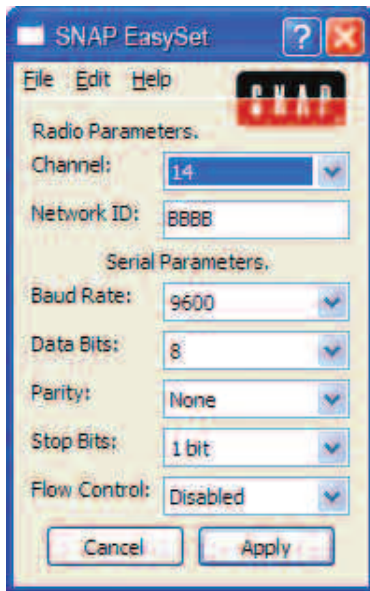 SNAP EasySet
File Edit Help
SNAP
Radio Parameters.
Channel: 14
Network ID: BBBB
Serial Parameters.
Baud Rate: 9600
Data Bits: 8
Parity: None
Stop Bits: 1 bit
Flow Control: Disabled
Cancel Apply